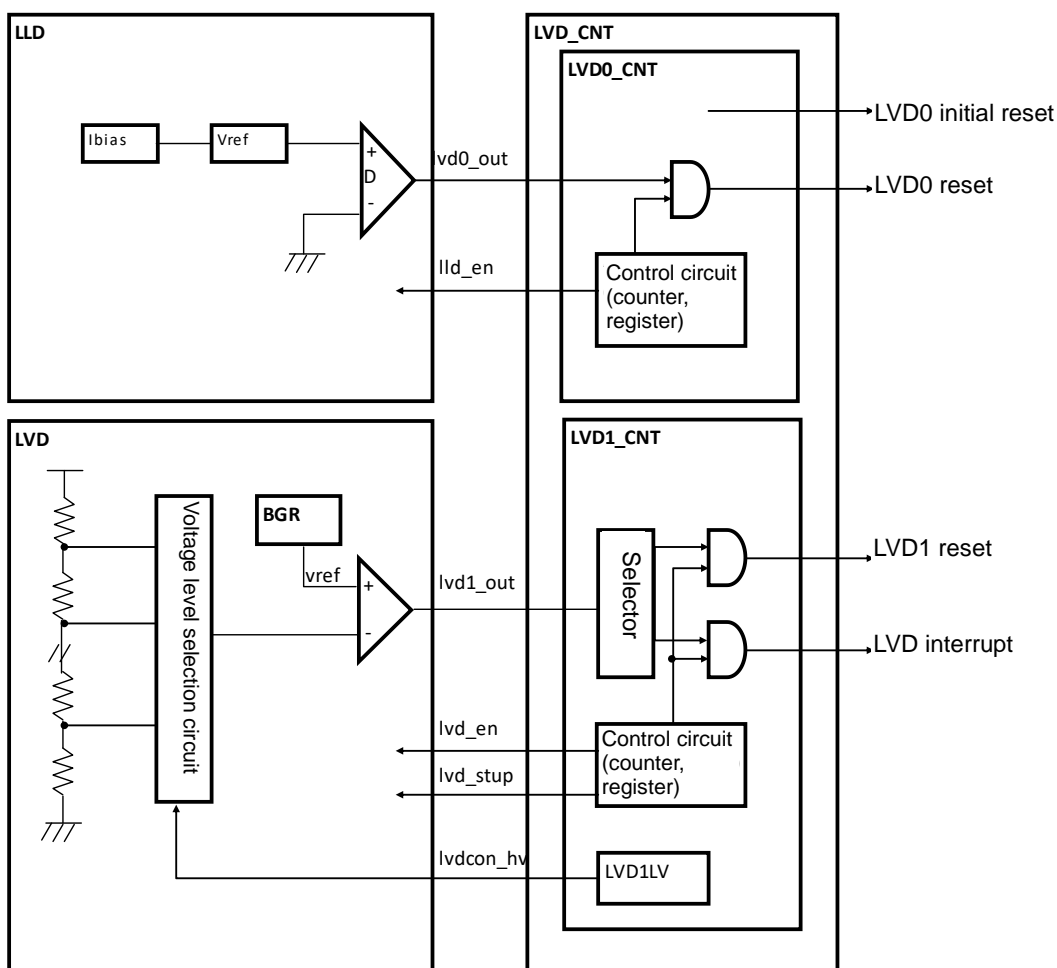 LLD
LVD_CNT
LVD0_CNT
LVD0 initial reset
Ibias
Vref
+
D
-
lvd0_out
LVD0 reset
lld_en
Control circuit
(counter,
register)
LVD
LVD1_CNT
Voltage level selection circuit
BGR
vref
+
-
lvd1_out
Selector
LVD1 reset
LVD interrupt
lvd_en
lvd_stup
Control circuit
(counter,
register)
lvdcon_hv
LVD1LV